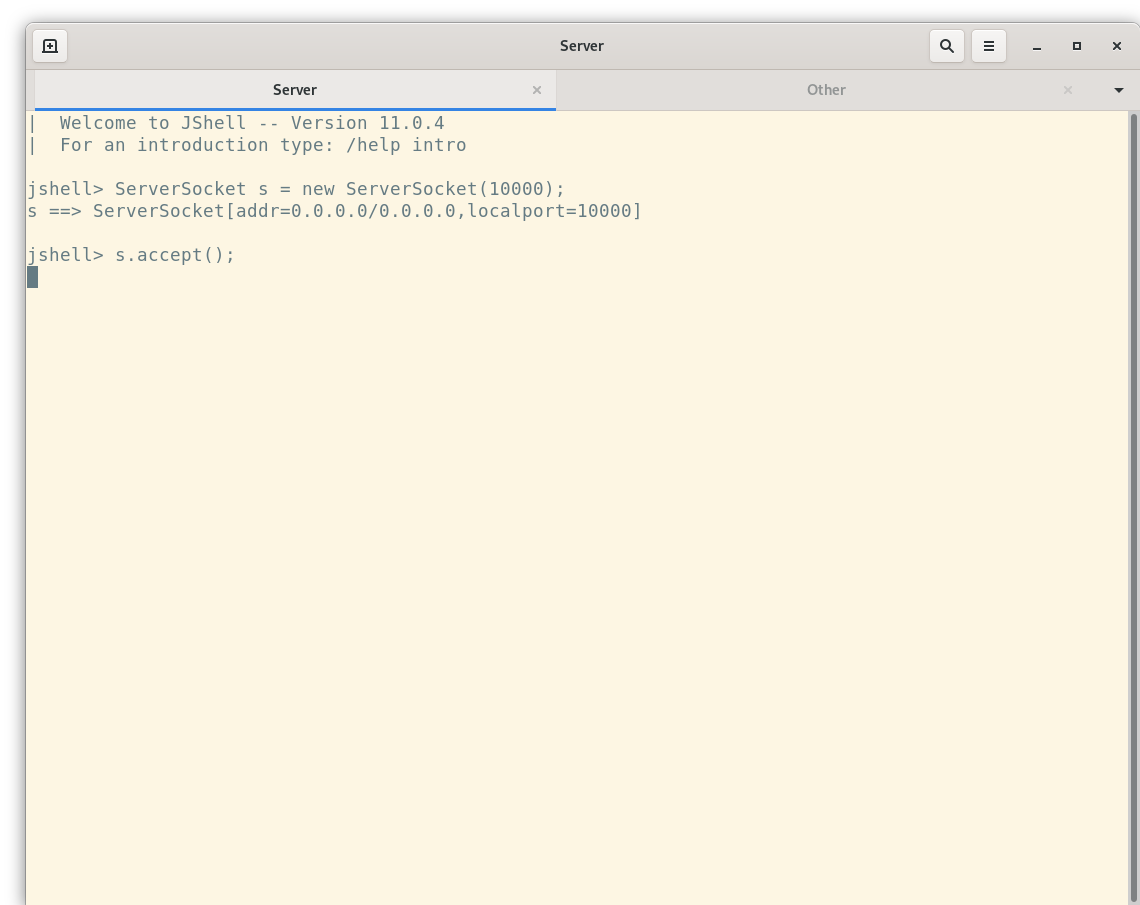 Server
Server
Other
|  Welcome to JShell -- Version 11.0.4
|  For an introduction type: /help intro
jshell> ServerSocket s = new ServerSocket(10000);
s ==> ServerSocket[addr=0.0.0.0/0.0.0.0,localport=10000]
jshell> s.accept();